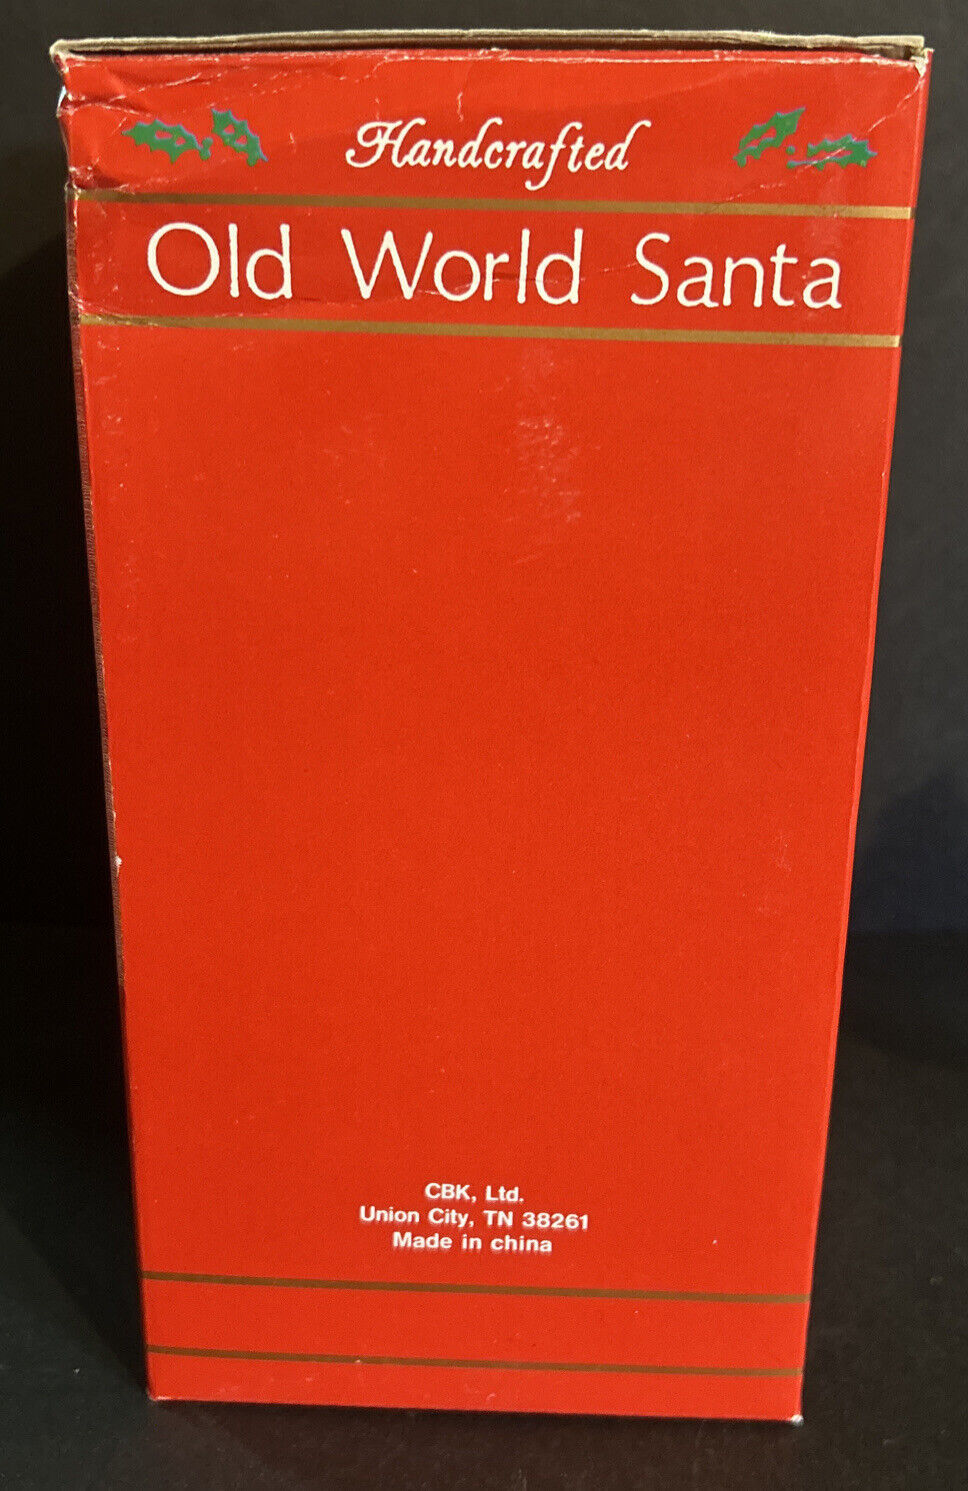 Handcrafted
Old World Santa
CBK, Ltd.
Union City, TN 38261
Made in china